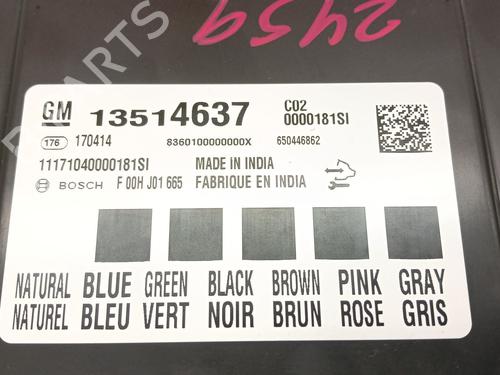 2459
GM 13514637 C02
0000181SI
176 170414 8360100000000X 650446862
11171040000181SI MADE IN INDIA
BOSCH F 00H J01 665 FABRIQUE EN INDIA
NATURAL BLUE GREEN BLACK BROWN PINK GRAY
NATUREL BLEU VERT NOIR BRUN ROSE GRIS
PARTS